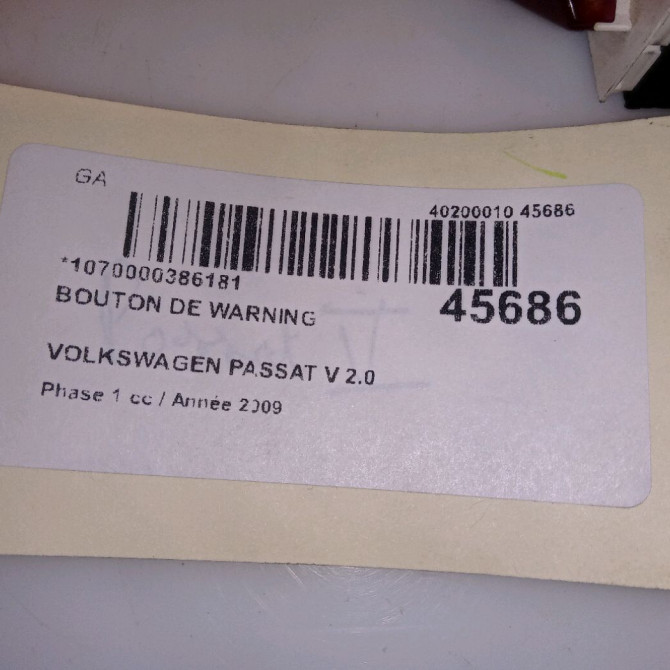 GA
40200010 45686
*1070000386181
45686
BOUTON DE WARNING
VOLKSWAGEN PASSAT V 2.0
Phase 1 cc / Année 2009